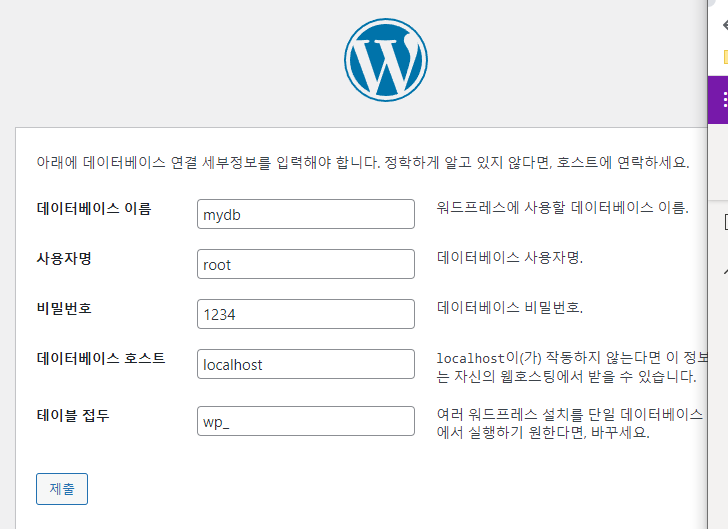 아래에 데이터베이스 연결 세부정보를 입력해야 합니다. 정확하게 알고 있지 않다면, 호스트에 연락하세요.
데이터베이스 이름
mydb
워드프레스에 사용할 데이터베이스 이름.
사용자명
root
데이터베이스 사용자명.
비밀번호
1234
데이터베이스 비밀번호.
데이터베이스 호스트
localhost
localhost이(가) 작동하지 않는다면 이 정보
는 자신의 웹호스팅에서 받을 수 있습니다.
테이블 접두
wp_
여러 워드프레스 설치를 단일 데이터베이스
에서 실행하기 원한다면, 바꾸세요.
제출